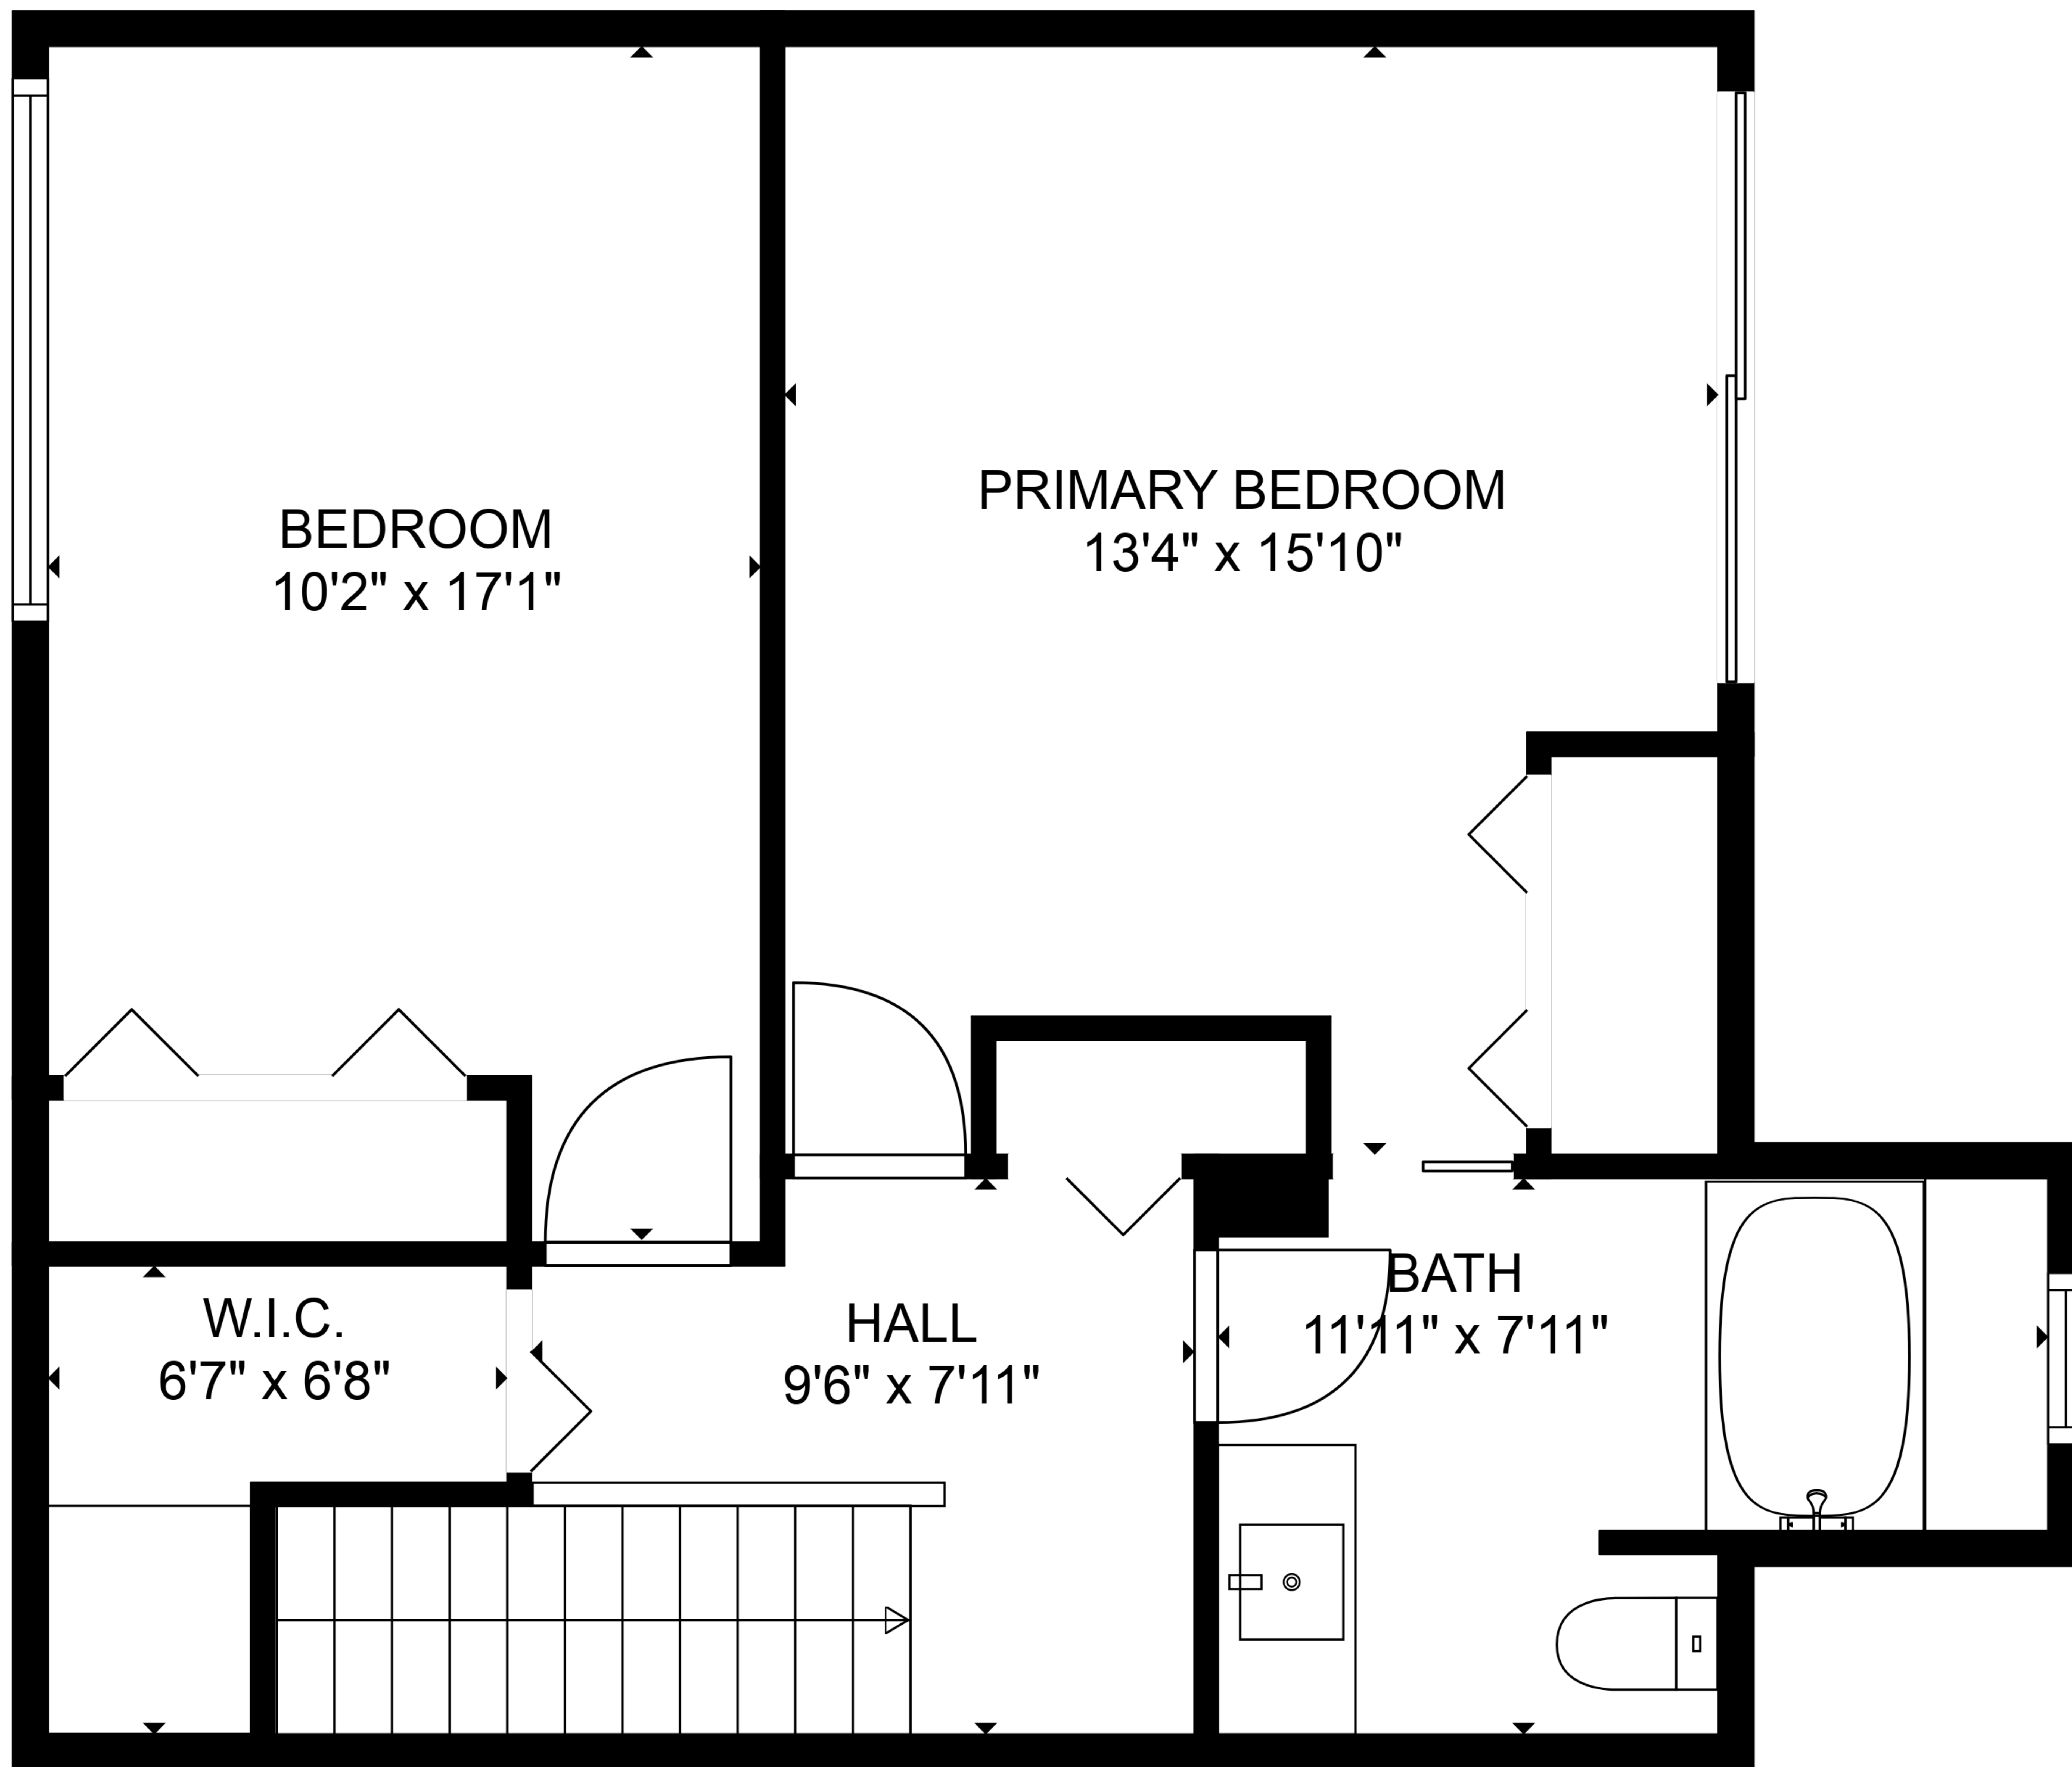 BEDROOM
10'2" x 17'1"
PRIMARY BEDROOM
13'4" x 15'10"
W.I.C.
6'7" x 6'8"
HALL
9'6" x 7'11"
BATH
11'11" x 7'11"